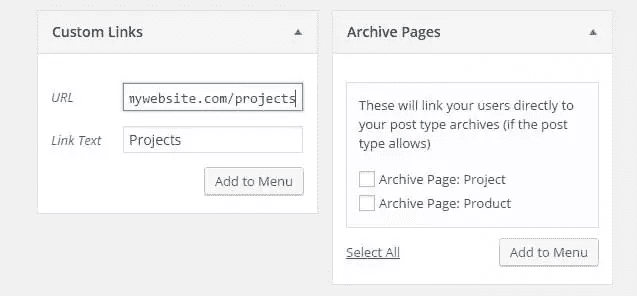 Custom Links
URL
mywebsite.com/projects
Link Text
Projects
Add to Menu
Archive Pages
These will link your users directly to
your post type archives (if the post
type allows)
Archive Page: Project
Archive Page: Product
Select All
Add to Menu